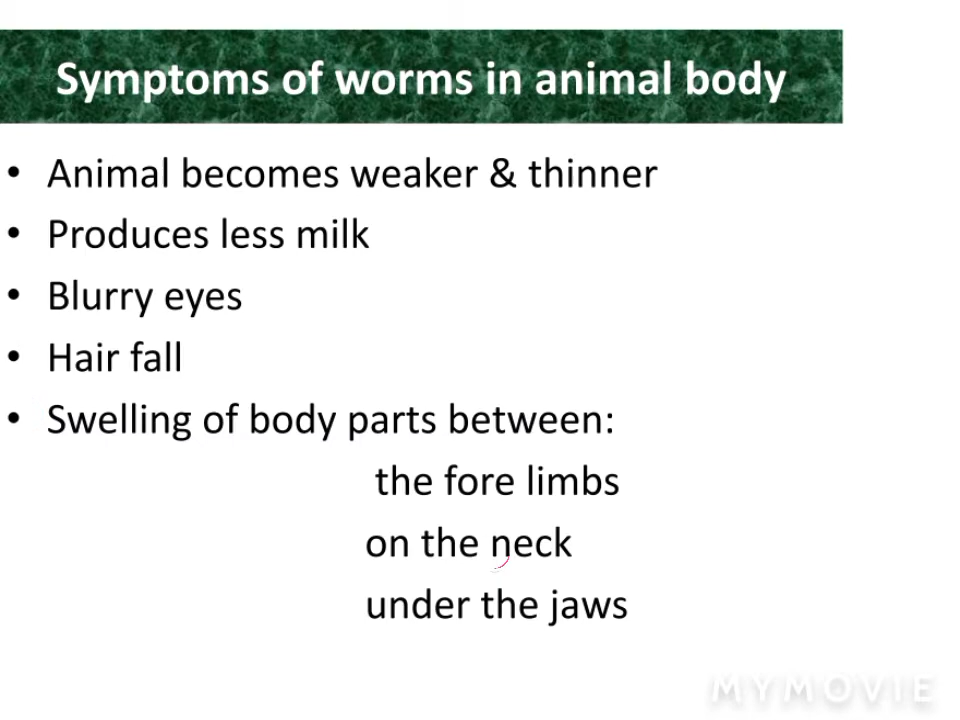 Symptoms of worms in animal body
• Animal becomes weaker & thinner
• Produces less milk
• Blurry eyes
• Hair fall
• Swelling of body parts between:
the fore limbs
on the neck
under the jaws
MYMOVIE